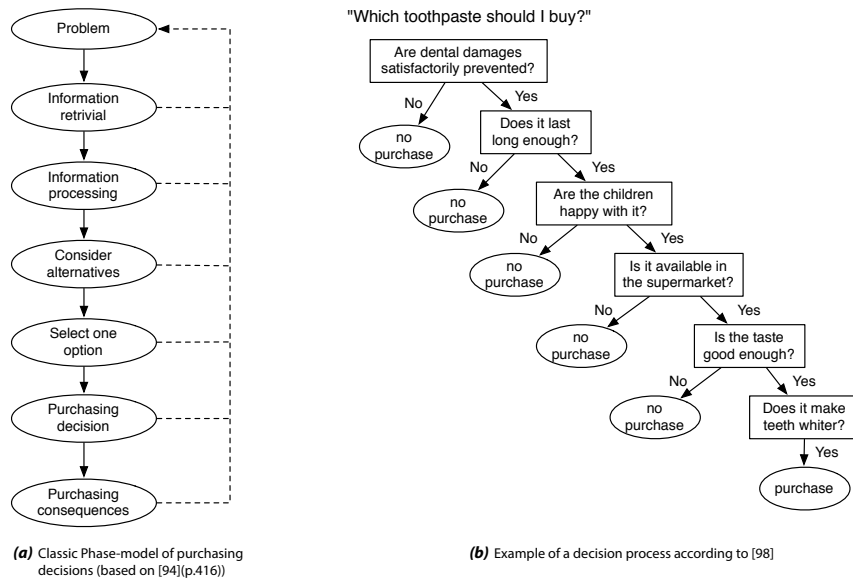 Problem
Information
retrivial
Information
processing
Consider
alternatives
Select one
option
Purchasing
decision
Purchasing
consequences
(a) Classic Phase-model of purchasing
decisions (based on [94](p.416))
"Which toothpaste should I buy?"
Are dental damages
satisfactorily prevented?
No
Yes
no
purchase
Does it last
long enough?
No
Yes
no
purchase
Are the children
happy with it?
No
Yes
no
purchase
Is it available in
the supermarket?
No
Yes
no
purchase
Is the taste
good enough?
No
Yes
no
purchase
Does it make
teeth whiter?
Yes
purchase
(b) Example of a decision process according to [98]